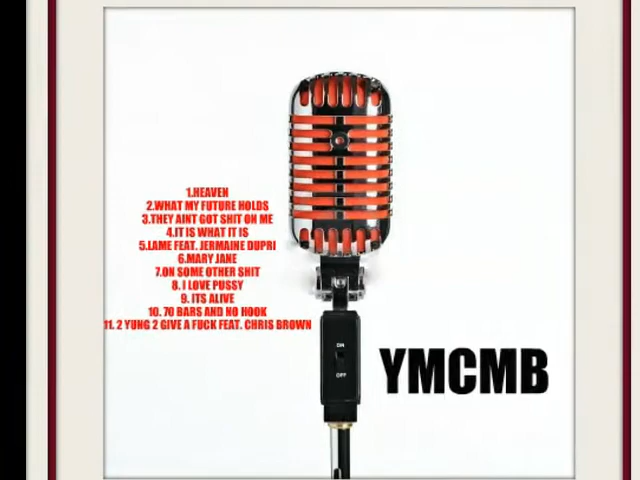 1.HEAVEN
2.WHAT MY FUTURE HOLDS
3.THEY AINT GOT SHIT ON ME
4.IT IS WHAT IT IS
5.LAME FEAT. JERMAINE DUPRI
6.MARY JANE
7.ON SOME OTHER SHIT
8. I LOVE PUSSY
9. ITS ALIVE
10. 70 BARS AND NO HOOK
11. 2 YUNG 2 GIVE A FUCK FEAT. CHRIS BROWN
ON
OFF
YMCMB